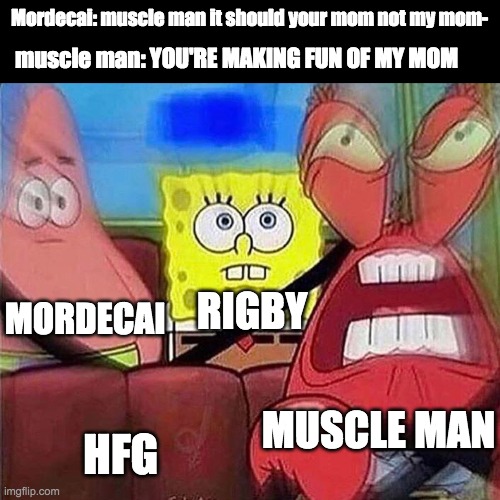 Mordecai: muscle man it should your mom not my mom-
muscle man: YOU'RE MAKING FUN OF MY MOM
MORDECAI
RIGBY
MUSCLE MAN
HFG
imgflip.com